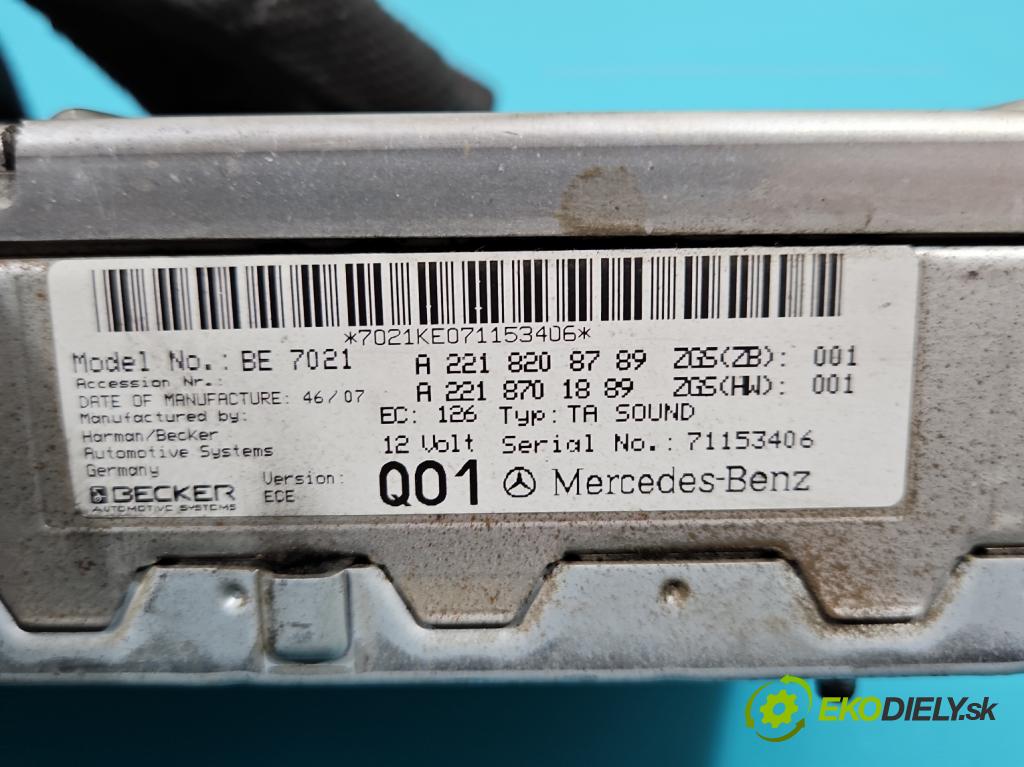 *7021KE071153406*
Model No.: BE 7021 A 221 820 87 89 ZGS(ZB): 001
Accession Nr.:
A 221 870 18 89 ZGS(HW): 001
DATE OF MANUFACTURE: 46/07
Manufactured by: EC: 126 Typ: TA SOUND
Harman/Becker
Automotive Systems 12 Volt Serial No.: 71153406
Germany
Version: Q01 Mercedes-Benz
ECE
BECKER
AUTOMOTIVE SYSTEMS
EKODIELY.sk